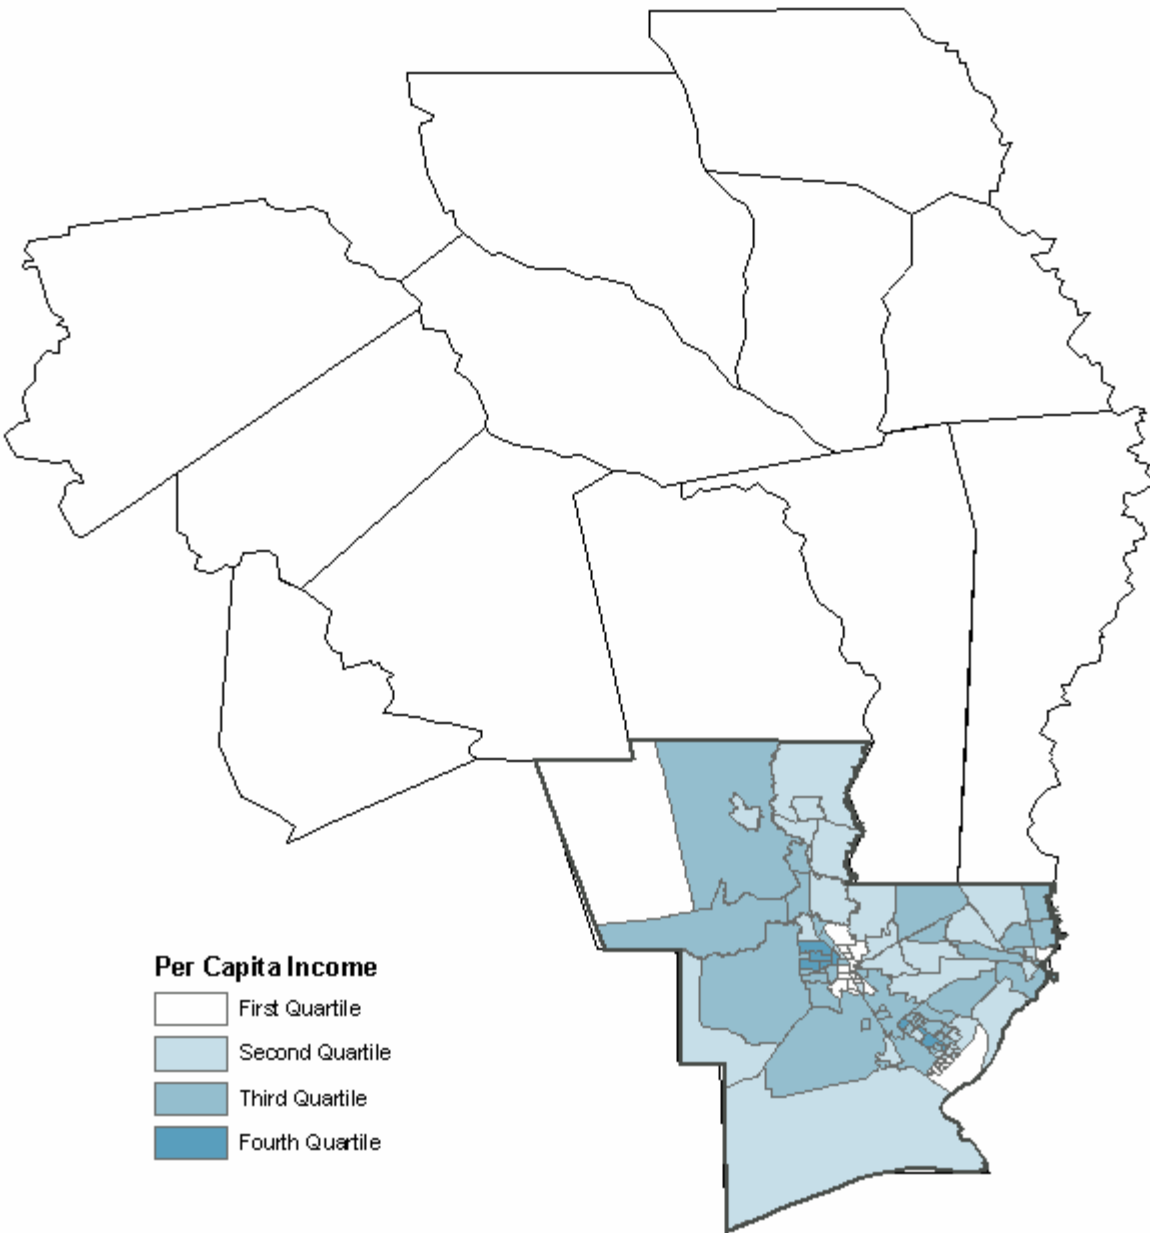 Per Capita Income
First Quartile
Second Quartile
Third Quartile
Fourth Quartile